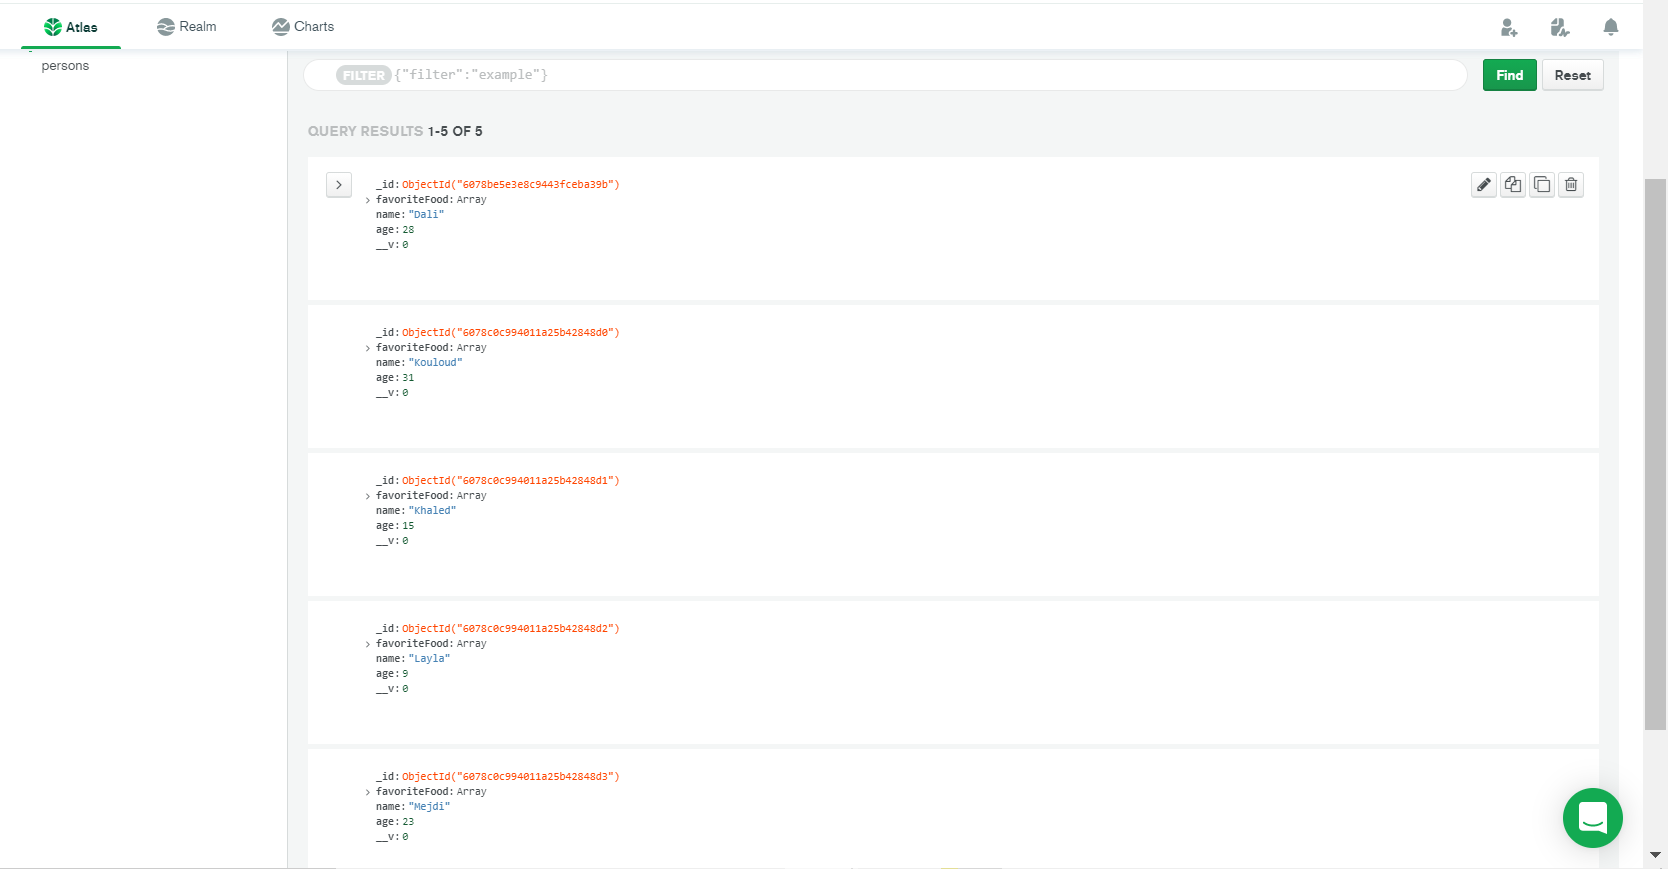 Atlas Realm Charts
persons
FILTER {"filter":"example"} Find Reset
QUERY RESULTS 1-5 OF 5
_id: ObjectId("6078be5e3e8c9443fceba39b")
favoriteFood: Array
name: "Dali"
age: 28
__v: 0
_id: ObjectId("6078c0c994011a25b42848d0")
favoriteFood: Array
name: "Kouloud"
age: 31
__v: 0
_id: ObjectId("6078c0c994011a25b42848d1")
favoriteFood: Array
name: "Khaled"
age: 15
__v: 0
_id: ObjectId("6078c0c994011a25b42848d2")
favoriteFood: Array
name: "Layla"
age: 9
__v: 0
_id: ObjectId("6078c0c994011a25b42848d3")
favoriteFood: Array
name: "Mejdi"
age: 23
__v: 0